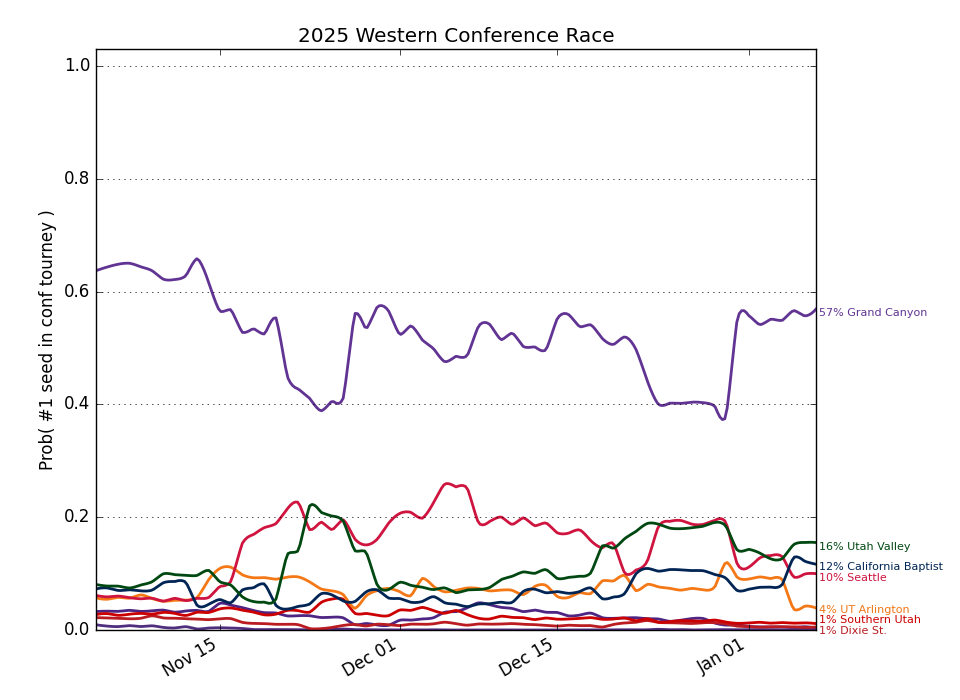 2025 Western Conference Race
Prob( #1 seed in conf tourney )
1.0
0.8
0.6
0.4
0.2
0.0
Nov 15
Dec 01
Dec 15
Jan 01
57% Grand Canyon
16% Utah Valley
12% California Baptist
10% Seattle
4% UT Arlington
1% Southern Utah
1% Dixie St.